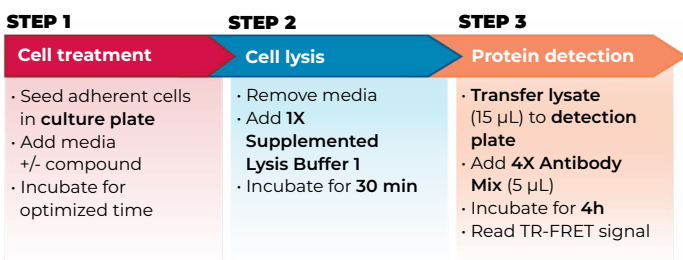 STEP 1
Cell treatment
· Seed adherent cells
in culture plate
· Add media
+/- compound
· Incubate for
optimized time
STEP 2
Cell lysis
· Remove media
· Add 1X
Supplemented
Lysis Buffer 1
· Incubate for 30 min
STEP 3
Protein detection
· Transfer lysate
(15 µL) to detection
plate
· Add 4X Antibody
Mix (5 µL)
· Incubate for 4h
· Read TR-FRET signal